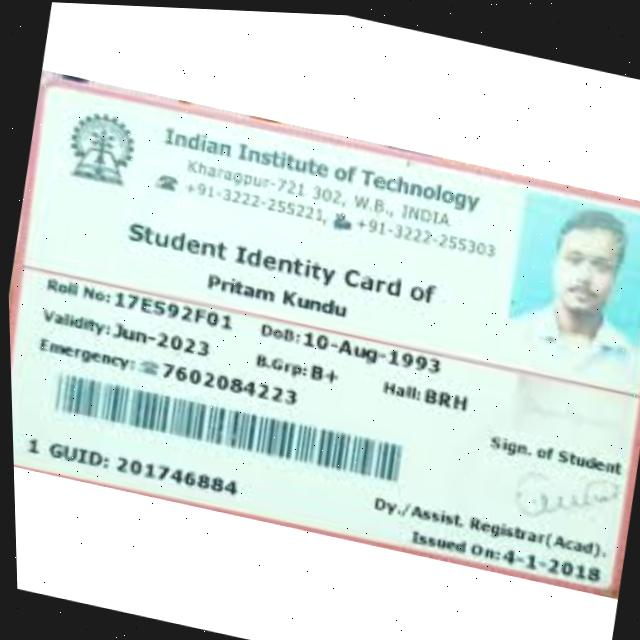 Indian Institute of Technology
Kharagpur-721 302, W.B., INDIA
☎ +91-3222-255221, +91-3222-255303
Student Identity Card of
Pritam Kundu
Roll No: 17ES92F01 DoB: 10-Aug-1993
Validity: Jun-2023 B.Grp: B+ Hall: BRH
Emergency: ☎ 7602084223
Sign. of Student
1 GUID: 201746884
Dy./Assist. Registrar(Acad).
Issued On: 4-1-2018